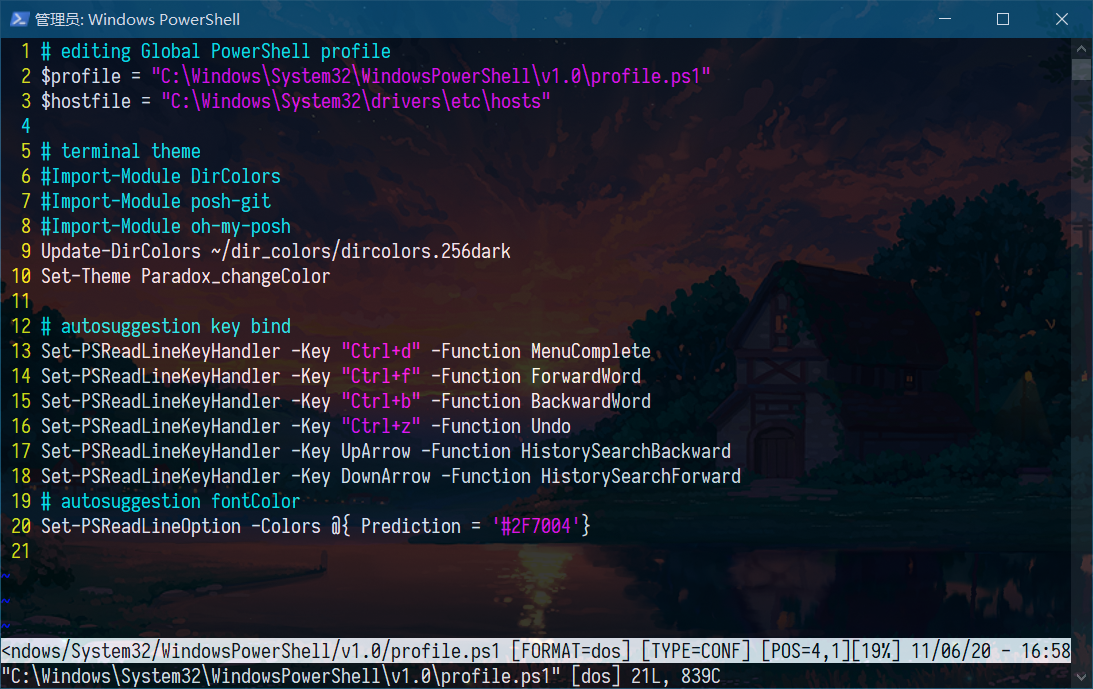 管理员: Windows PowerShell
1 # editing Global PowerShell profile
2 $profile = "C:\Windows\System32\WindowsPowerShell\v1.0\profile.ps1"
3 $hostfile = "C:\Windows\System32\drivers\etc\hosts"
4
5 # terminal theme
6 #Import-Module DirColors
7 #Import-Module posh-git
8 #Import-Module oh-my-posh
9 Update-DirColors ~/dir_colors/dircolors.256dark
10 Set-Theme Paradox_changeColor
11
12 # autosuggestion key bind
13 Set-PSReadLineKeyHandler -Key "Ctrl+d" -Function MenuComplete
14 Set-PSReadLineKeyHandler -Key "Ctrl+f" -Function ForwardWord
15 Set-PSReadLineKeyHandler -Key "Ctrl+b" -Function BackwardWord
16 Set-PSReadLineKeyHandler -Key "Ctrl+z" -Function Undo
17 Set-PSReadLineKeyHandler -Key UpArrow -Function HistorySearchBackward
18 Set-PSReadLineKeyHandler -Key DownArrow -Function HistorySearchForward
19 # autosuggestion fontColor
20 Set-PSReadLineOption -Colors @{ Prediction = '#2F7004'}
21
~
~
~
<ndows/System32/WindowsPowerShell/v1.0/profile.ps1 [FORMAT=dos] [TYPE=CONF] [POS=4,1][19%] 11/06/20 - 16:58
"C:\Windows\System32\WindowsPowerShell\v1.0\profile.ps1" [dos] 21L, 839C